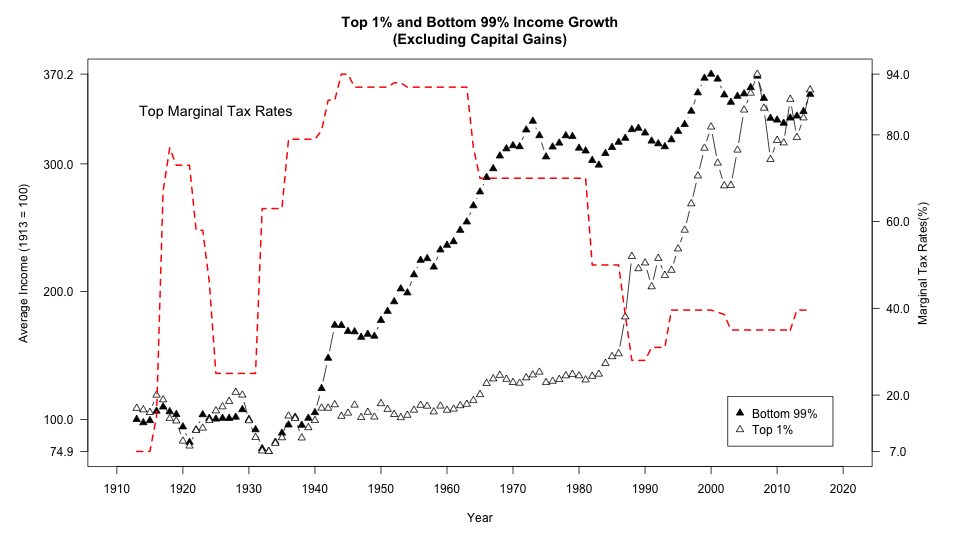 Top 1% and Bottom 99% Income Growth
(Excluding Capital Gains)
370.2
300.0
200.0
100.0
74.9
Average Income (1913 = 100)
Top Marginal Tax Rates
94.0
80.0
60.0
40.0
20.0
7.0
Marginal Tax Rates(%)
Bottom 99%
Top 1%
1910 1920 1930 1940 1950 1960 1970 1980 1990 2000 2010 2020
Year